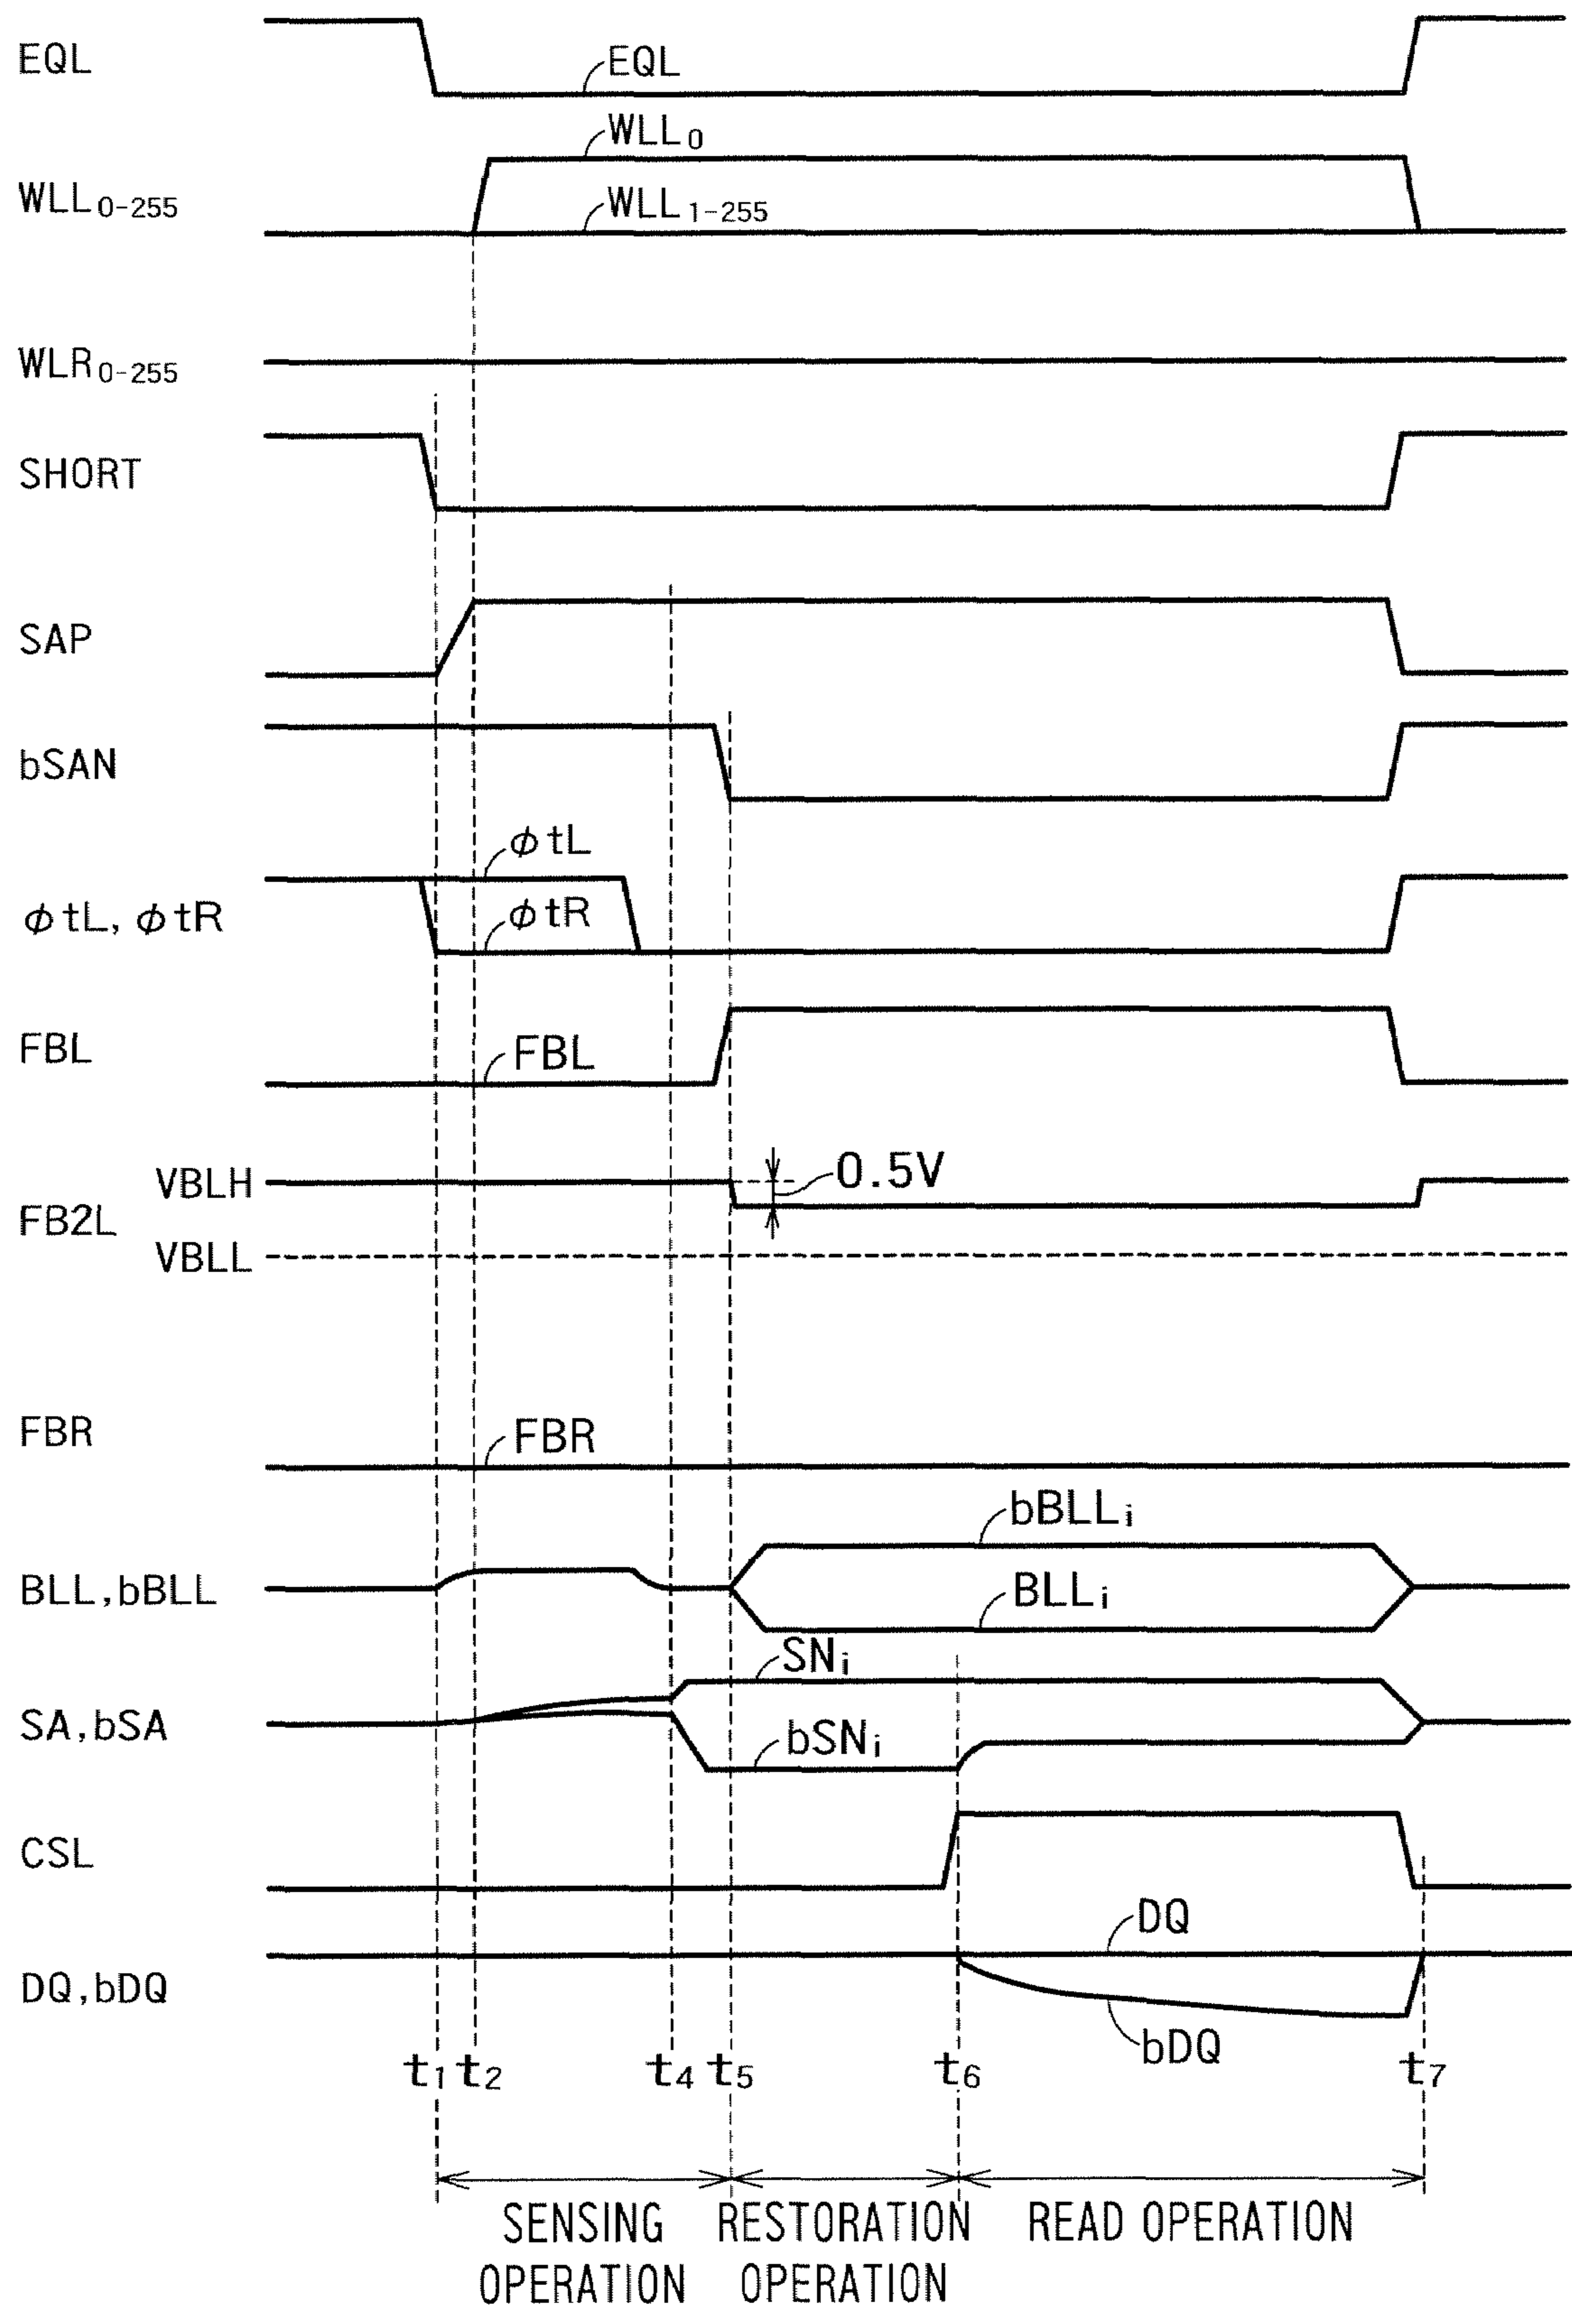 EQL
EQL
WLL0
WLL0-255
WLL1-255
WLR0-255
SHORT
SAP
bSAN
ϕtL
ϕtL, ϕtR
ϕtR
FBL
FBL
VBLH
0.5V
FB2L
VBLL
FBR
FBR
bBLLi
BLL,bBLL
BLLi
SNi
SA,bSA
bSNi
CSL
DQ
DQ,bDQ
bDQ
t1 t2 t4 t5 t6 t7
SENSING OPERATION
RESTORATION OPERATION
READ OPERATION